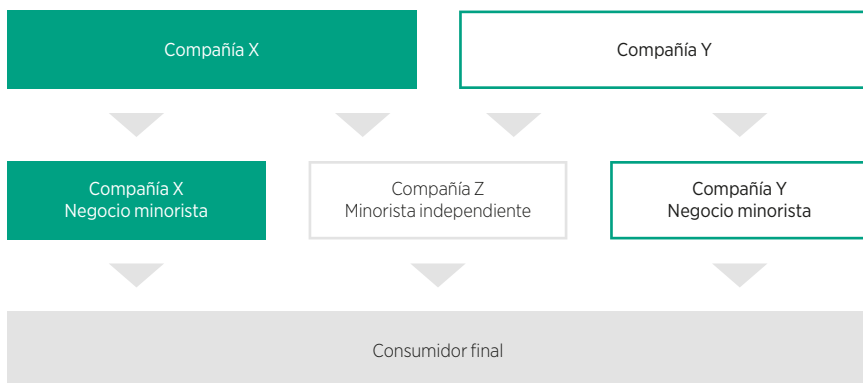 Compañía X
Compañía Y
Compañía X
Negocio minorista
Compañía Z
Minorista independiente
Compañía Y
Negocio minorista
Consumidor final